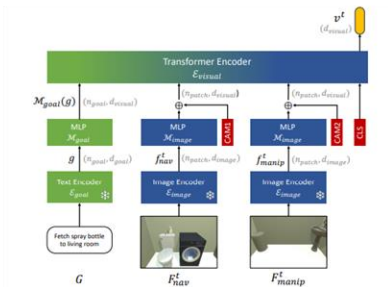 v^t
(d_visual)
Transformer Encoder
ℰ_visual
ℳ_goal(g) (n_goal, d_visual) (n_patch, d_visual) (n_patch, d_visual)
MLP
ℳ_goal
MLP
ℳ_image
CAM1
MLP
ℳ_image
CAM2
CLS
g (n_goal, d_goal) f^t_nav (n_patch, d_image) f^t_manip (n_patch, d_image)
Text Encoder
ℰ_goal
Image Encoder
ℰ_image
Image Encoder
ℰ_image
Fetch spray bottle
to living room
G F^t_nav F^t_manip